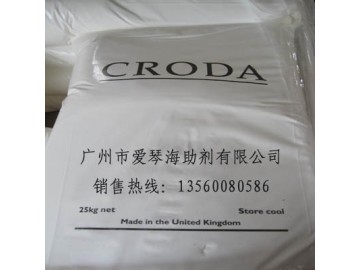 CRODA
广州市爱琴海助剂有限公司
销售热线：13560080586
25kg net Store cool
Made in the United Kingdom